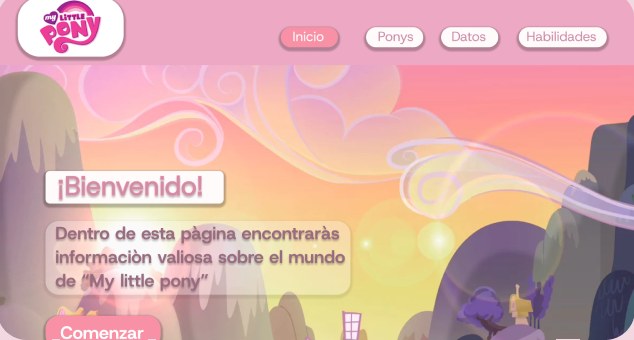 my LITTLE
PONY
Inicio
Ponys
Datos
Habilidades
¡Bienvenido!
Dentro de esta pàgina encontraràs
informaciòn valiosa sobre el mundo
de “My little pony”
Comenzar